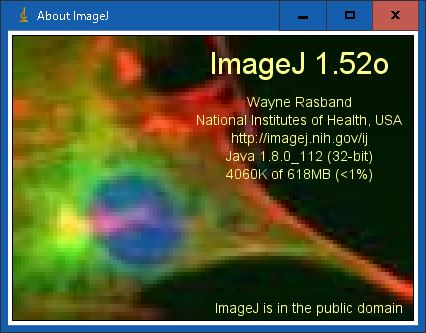 About ImageJ
ImageJ 1.52o
Wayne Rasband
National Institutes of Health, USA
http://imagej.nih.gov/ij
Java 1.8.0_112 (32-bit)
4060K of 618MB (<1%)
ImageJ is in the public domain